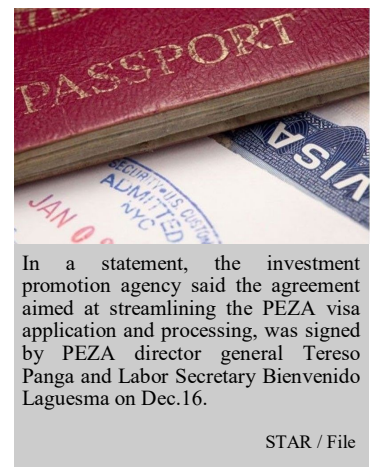 PASSPORT
VISA
SECURITY U.S. CUSTOM
ADMITTED
NYC
JAN 0
In a statement, the investment
promotion agency said the agreement
aimed at streamlining the PEZA visa
application and processing, was signed
by PEZA director general Tereso
Panga and Labor Secretary Bienvenido
Laguesma on Dec.16.
STAR / File